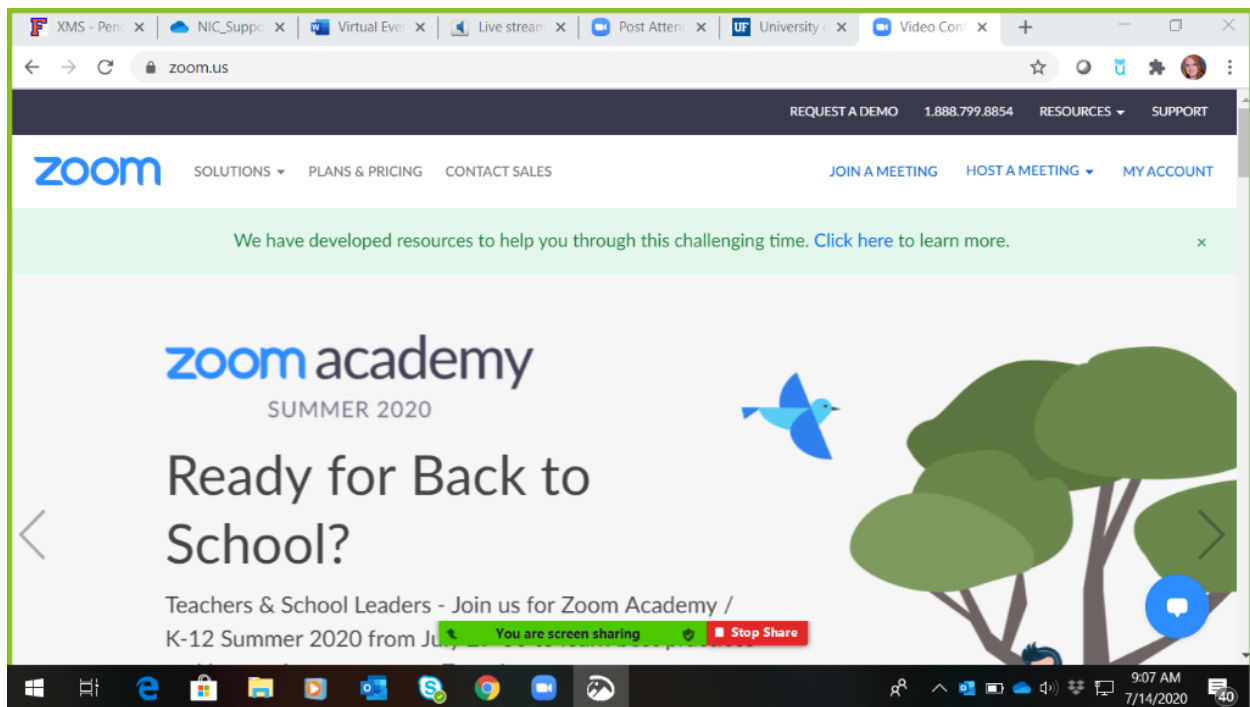 XMS - Pend
NIC_Suppo
Virtual Ever
Live stream
Post Attend
UF University o
Video Conf
zoom.us
REQUEST A DEMO 1.888.799.8854 RESOURCES SUPPORT
zoom SOLUTIONS PLANS & PRICING CONTACT SALES JOIN A MEETING HOST A MEETING MY ACCOUNT
We have developed resources to help you through this challenging time. Click here to learn more.
zoom academy
SUMMER 2020
Ready for Back to
School?
Teachers & School Leaders - Join us for Zoom Academy /
K-12 Summer 2020 from
You are screen sharing Stop Share
9:07 AM
7/14/2020
40